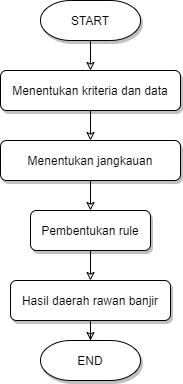 START
Menentukan kriteria dan data
Menentukan jangkauan
Pembentukan rule
Hasil daerah rawan banjir
END